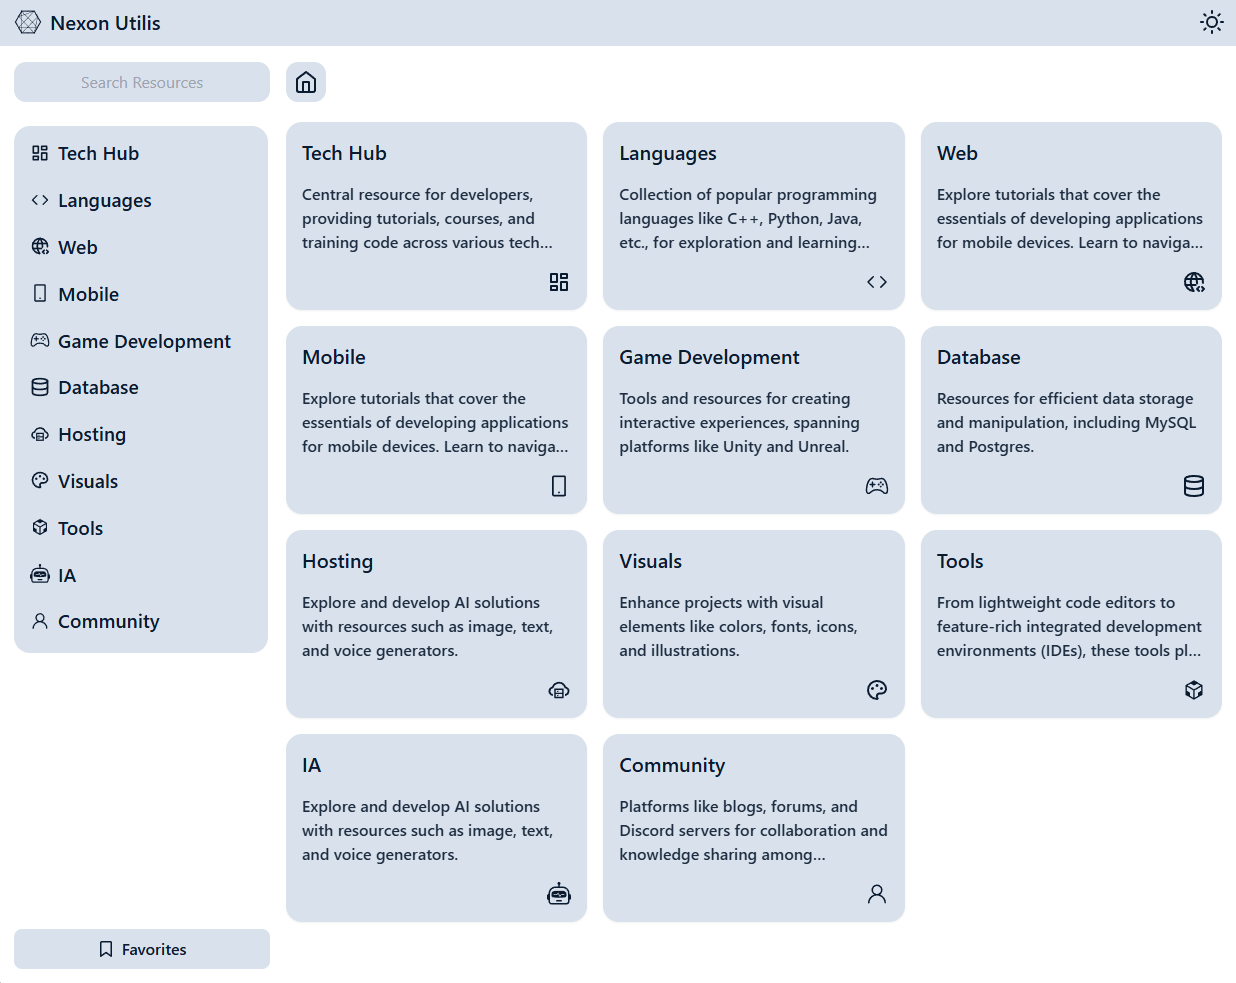 Nexon Utilis
Search Resources
Tech Hub
Languages
Web
Mobile
Game Development
Database
Hosting
Visuals
Tools
IA
Community
Favorites
Tech Hub
Central resource for developers,
providing tutorials, courses, and
training code across various tech...
Languages
Collection of popular programming
languages like C++, Python, Java,
etc., for exploration and learning...
Web
Explore tutorials that cover the
essentials of developing applications
for mobile devices. Learn to naviga...
Mobile
Explore tutorials that cover the
essentials of developing applications
for mobile devices. Learn to naviga...
Game Development
Tools and resources for creating
interactive experiences, spanning
platforms like Unity and Unreal.
Database
Resources for efficient data storage
and manipulation, including MySQL
and Postgres.
Hosting
Explore and develop AI solutions
with resources such as image, text,
and voice generators.
Visuals
Enhance projects with visual
elements like colors, fonts, icons,
and illustrations.
Tools
From lightweight code editors to
feature-rich integrated development
environments (IDEs), these tools pl...
IA
Explore and develop AI solutions
with resources such as image, text,
and voice generators.
Community
Platforms like blogs, forums, and
Discord servers for collaboration and
knowledge sharing among...